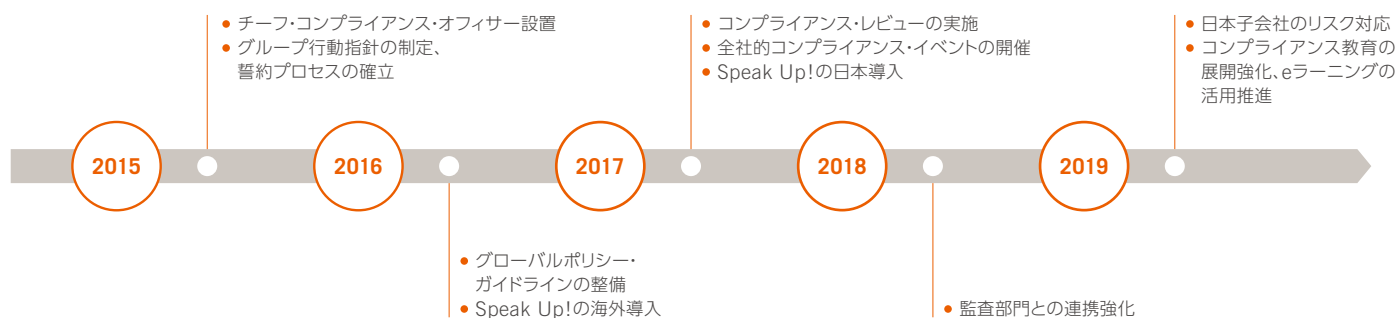 ● チーフ・コンプライアンス・オフィサー設置
● グループ行動指針の制定、
誓約プロセスの確立
● コンプライアンス・レビューの実施
● 全社的コンプライアンス・イベントの開催
● Speak Up!の日本導入
● 日本子会社のリスク対応
● コンプライアンス教育の
展開強化、eラーニングの
活用推進
2015
2016
2017
2018
2019
● グローバルポリシー・
ガイドラインの整備
● Speak Up!の海外導入
● 監査部門との連携強化